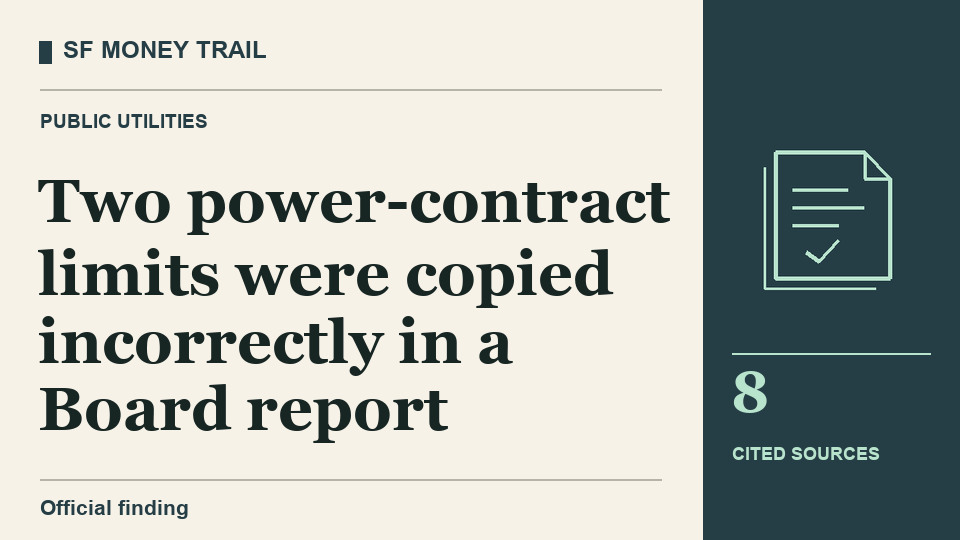 SF MONEY TRAIL
PUBLIC UTILITIES
Two power-contract
limits were copied
incorrectly in a
Board report
Official finding
8
CITED SOURCES